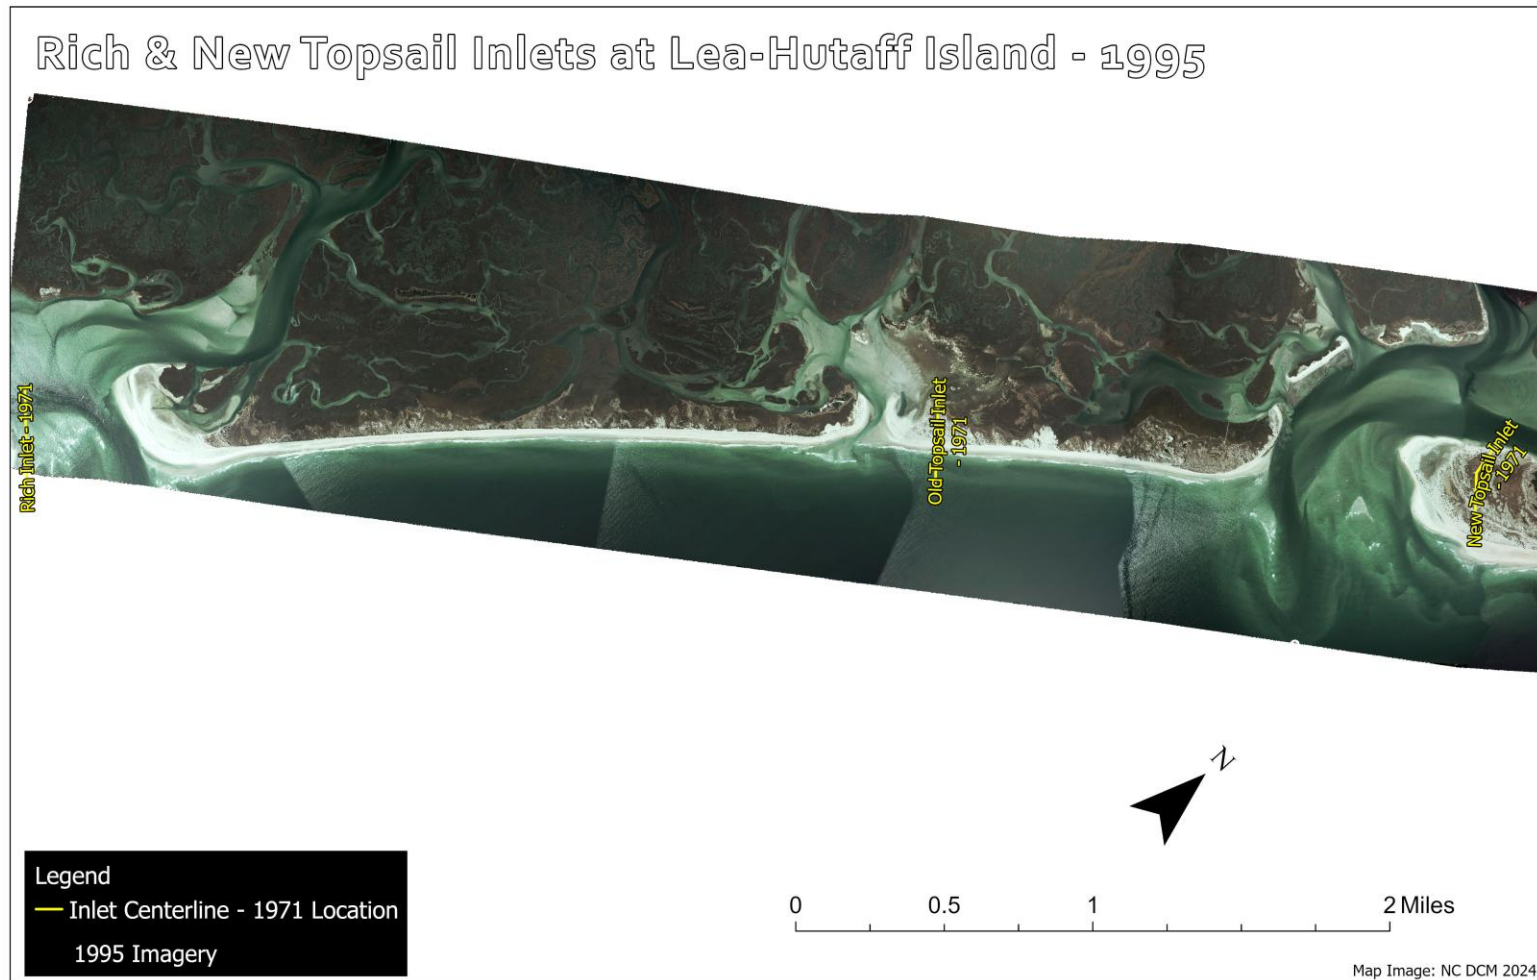 Rich & New Topsail Inlets at Lea-Hutaff Island - 1995
Rich Inlet - 1971
Old Topsail Inlet
- 1971
New Topsail Inlet
- 1971
N
Legend
Inlet Centerline - 1971 Location
1995 Imagery
0 0.5 1 2 Miles
Map Image: NC DCM 2024